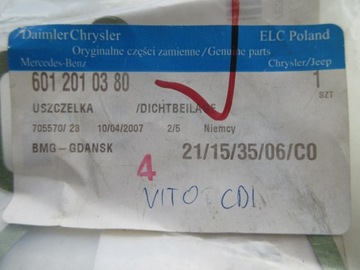 DaimlerChrysler ELC Poland
Oryginalne części zamienne/Genuine parts
Mercedes-Benz Chrysler/Jeep
601 201 03 80 1
SZT
USZCZELKA /DICHTBEILAGE
705570/ 28 10/04/2007 2/5 Niemcy
BMG-GDANSK 21/15/35/06/C0
4
VITO CDI